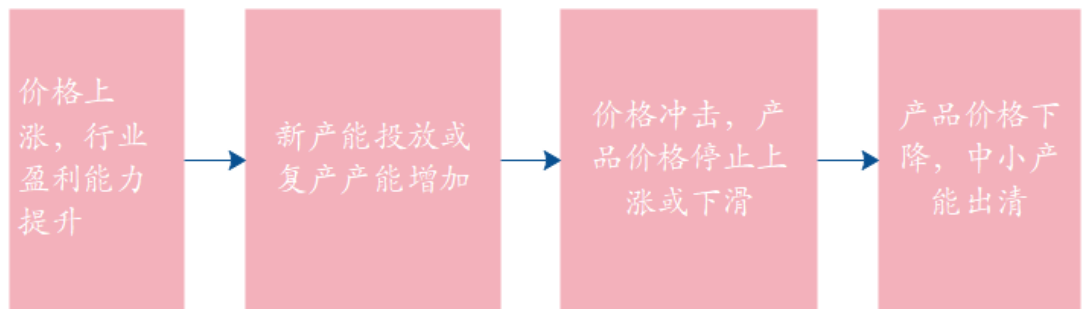 价格上
涨，行业
盈利能力
提升
新产能投放或
复产产能增加
价格冲击，产
品价格停止上
涨或下滑
产品价格下
降，中小产
能出清